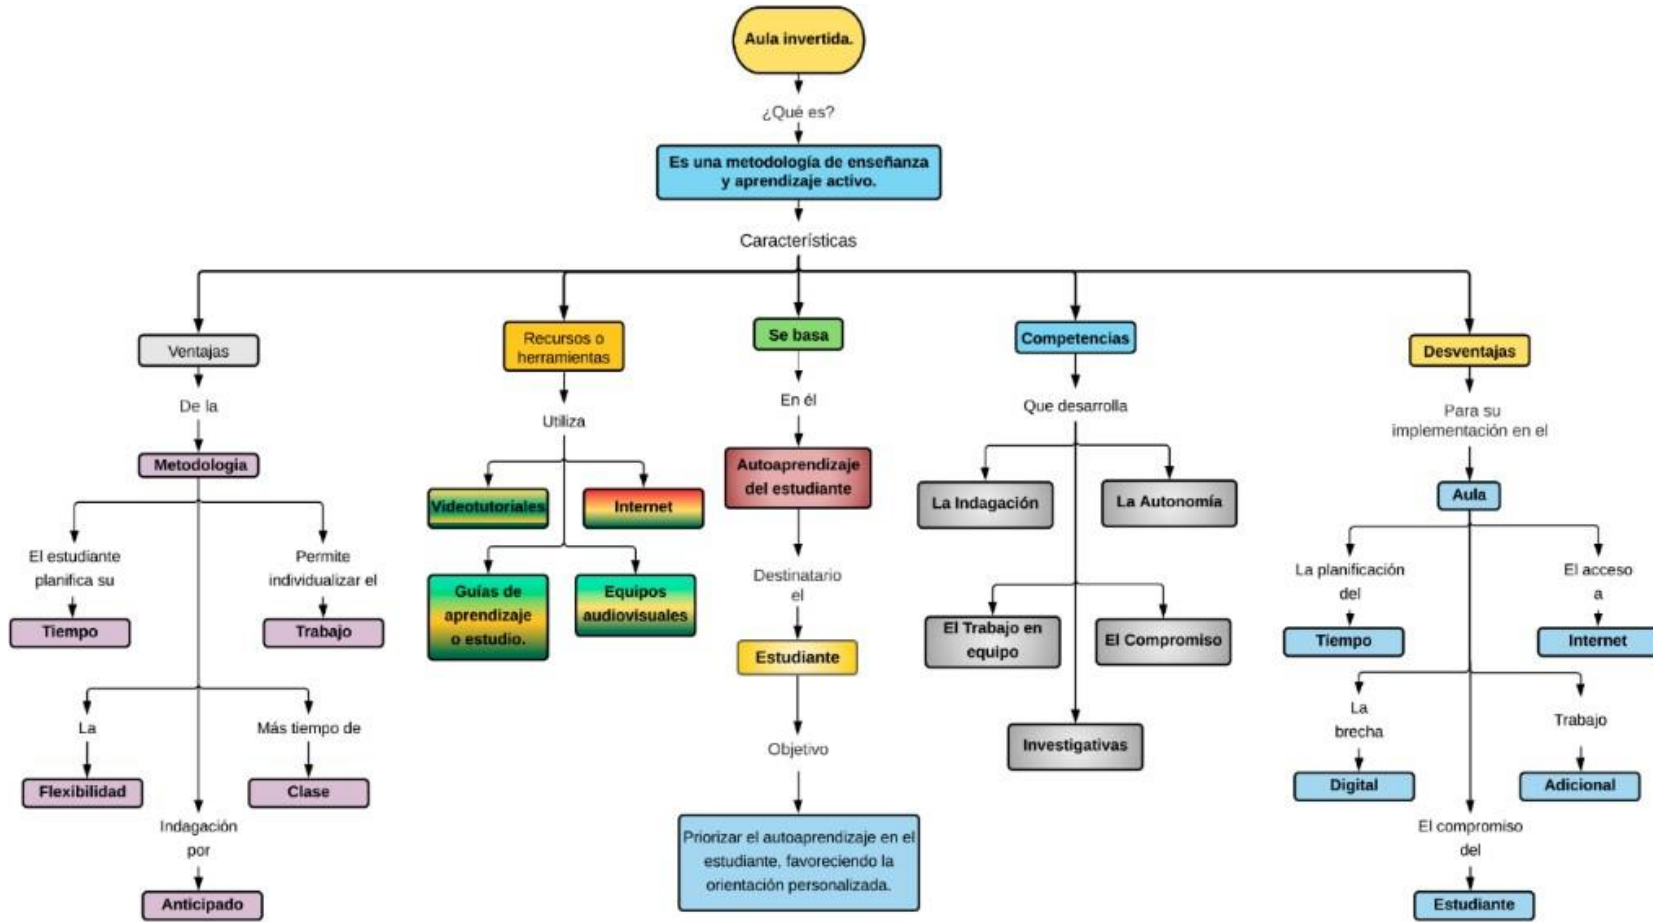 Aula invertida.
¿Qué es?
Es una metodología de enseñanza
y aprendizaje activo.
Características
Ventajas
De la
Metodologia
El estudiante
planifica su
Tiempo
Permite
individualizar el
Trabajo
La
Flexibilidad
Más tiempo de
Clase
Indagación
por
Anticipado
Recursos o
herramientas
Utiliza
Videotutoriales
Internet
Guías de
aprendizaje
o estudio.
Equipos
audiovisuales
Se basa
En él
Autoaprendizaje
del estudiante
Destinatario
el
Estudiante
Objetivo
Priorizar el autoaprendizaje en el
estudiante, favoreciendo la
orientación personalizada.
Competencias
Que desarrolla
La Indagación
La Autonomía
El Trabajo en
equipo
El Compromiso
Investigativas
Desventajas
Para su
implementación en el
Aula
La planificación
del
Tiempo
El acceso
a
Internet
La
brecha
Digital
Trabajo
Adicional
El compromiso
del
Estudiante